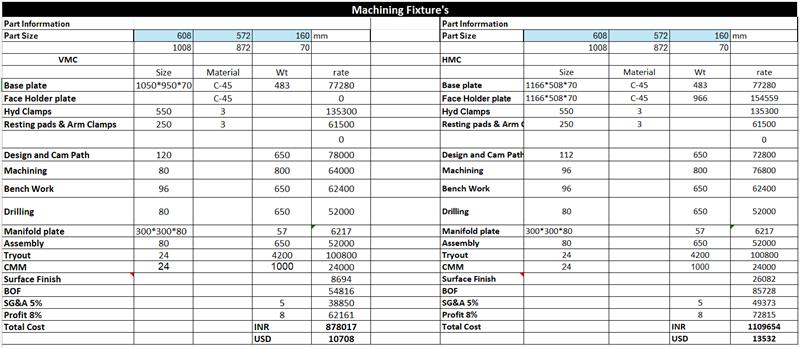 Machining Fixture's
Part Inforrmation Part Inforrmation
Part Size 608 572 160 mm Part Size 608 572 160 mm
1008 872 70 1008 872 70
VMC HMC
Size Material Wt rate Size Material Wt rate
Base plate 1050*950*70 C-45 483 77280 Base plate 1166*508*70 C-45 483 77280
Face Holder plate C-45 0 Face Holder plate 1166*508*70 C-45 966 154559
Hyd Clamps 550 3 135300 Hyd Clamps 550 3 135300
Resting pads & Arm Clamps 250 3 61500 Resting pads & Arm C 250 3 61500
0 0
Design and Cam Path 120 650 78000 Design and Cam Path 112 650 72800
Machining 80 800 64000 Machining 96 800 76800
Bench Work 96 650 62400 Bench Work 96 650 62400
Drilling 80 650 52000 Drilling 80 650 52000
Manifold plate 300*300*80 57 6217 Manifold plate 300*300*80 57 6217
Assembly 80 650 52000 Assembly 80 650 52000
Tryout 24 4200 100800 Tryout 24 4200 100800
CMM 24 1000 24000 CMM 24 1000 24000
Surface Finish 8694 Surface Finish 26082
BOF 54816 BOF 85728
SG&A 5% 5 38850 SG&A 5% 5 49373
Profit 8% 8 62161 Profit 8% 8 72815
Total Cost INR 878017 Total Cost INR 1109654
USD 10708 USD 13532